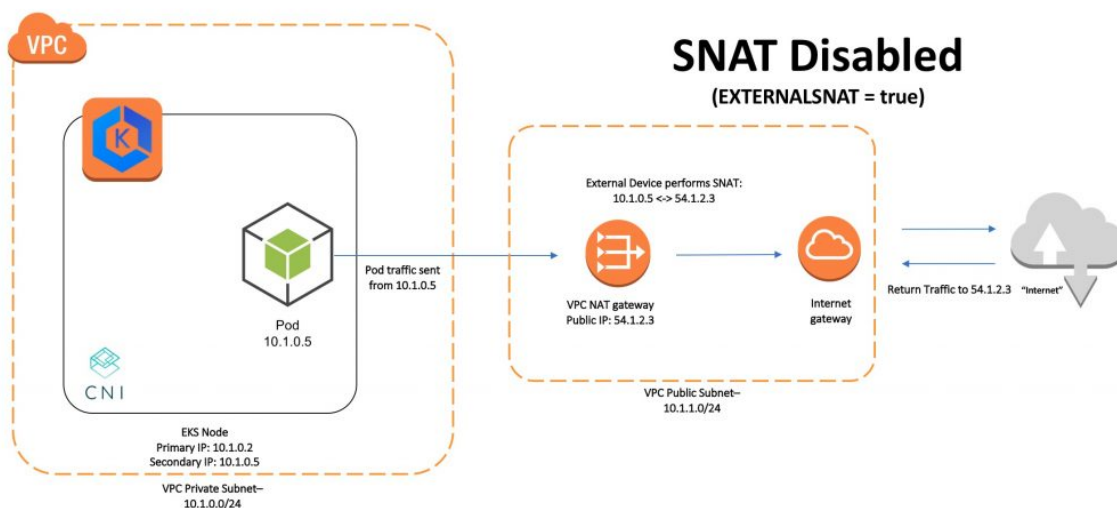 VPC
SNAT Disabled
(EXTERNALSNAT = true)
K
External Device performs SNAT:
10.1.0.5 <-> 54.1.2.3
Pod traffic sent
from 10.1.0.5
VPC NAT gateway
Public IP: 54.1.2.3
Internet
gateway
Return Traffic to 54.1.2.3
“Internet”
Pod
10.1.0.5
CNI
VPC Public Subnet–
10.1.1.0/24
EKS Node
Primary IP: 10.1.0.2
Secondary IP: 10.1.0.5
VPC Private Subnet–
10.1.0.0/24